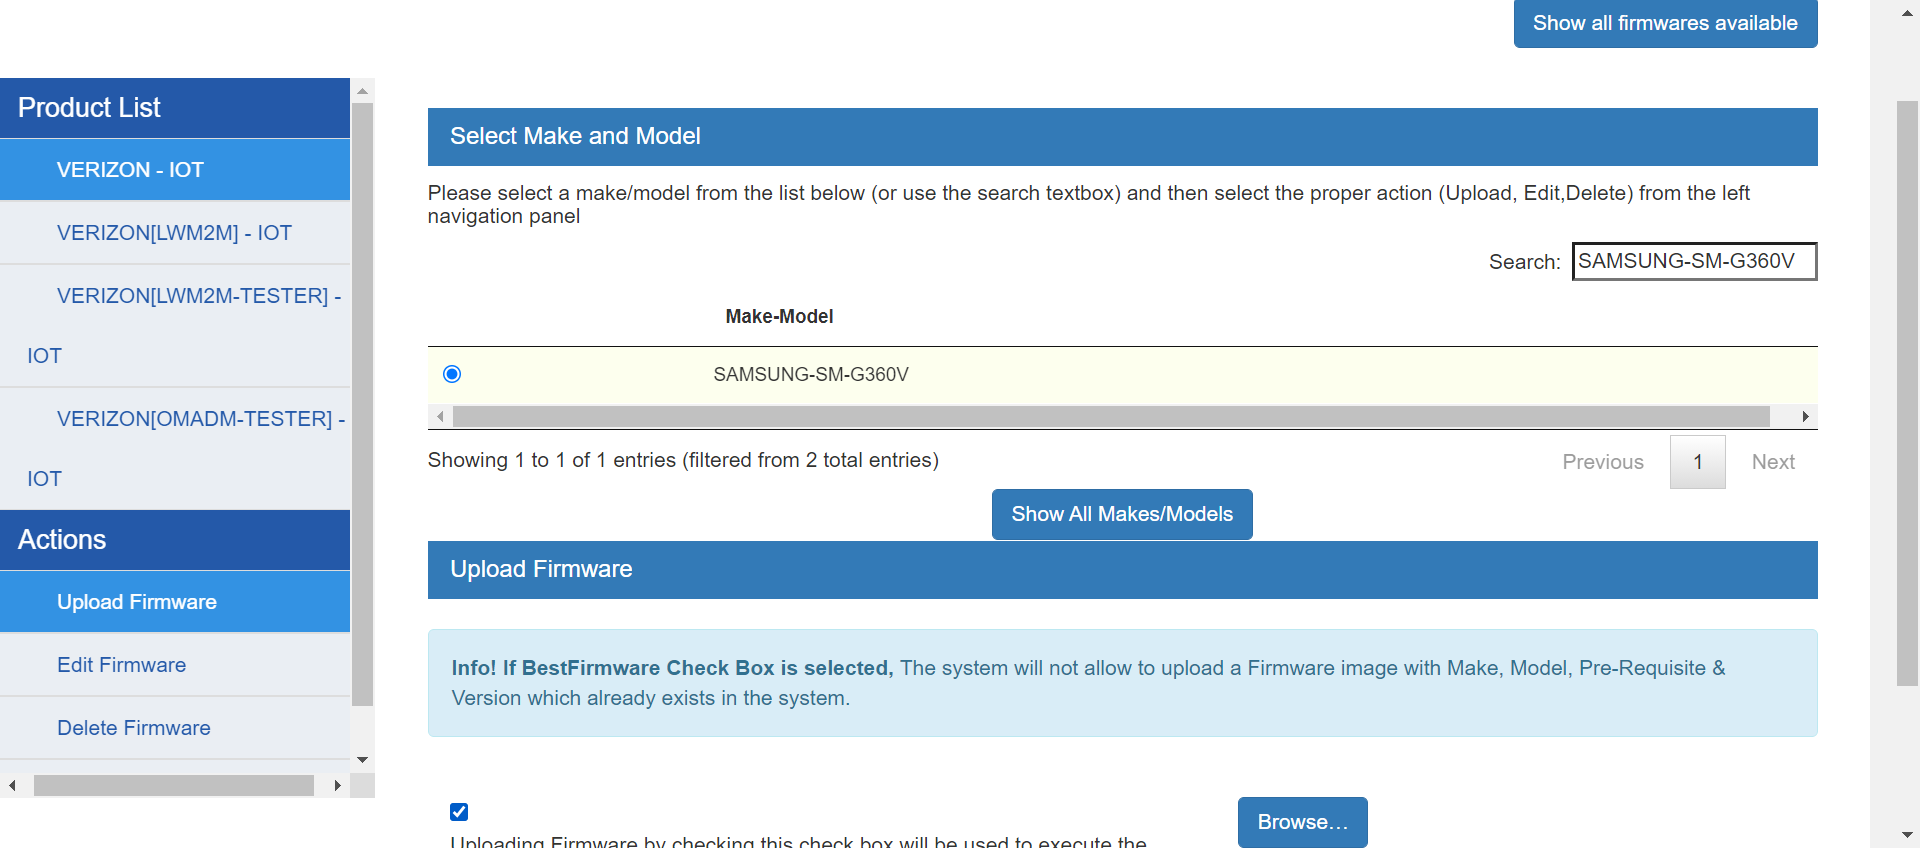 Show all firmwares available
Product List
VERIZON - IOT
VERIZON[LWM2M] - IOT
VERIZON[LWM2M-TESTER] -
IOT
VERIZON[OMADM-TESTER] -
IOT
Actions
Upload Firmware
Edit Firmware
Delete Firmware
Select Make and Model
Please select a make/model from the list below (or use the search textbox) and then select the proper action (Upload, Edit,Delete) from the left
navigation panel
Search: SAMSUNG-SM-G360V
Make-Model
SAMSUNG-SM-G360V
Showing 1 to 1 of 1 entries (filtered from 2 total entries)
Previous 1 Next
Show All Makes/Models
Upload Firmware
Info! If BestFirmware Check Box is selected, The system will not allow to upload a Firmware image with Make, Model, Pre-Requisite &
Version which already exists in the system.
Browse...
Uploading Firmware by checking this check box will be used to execute the